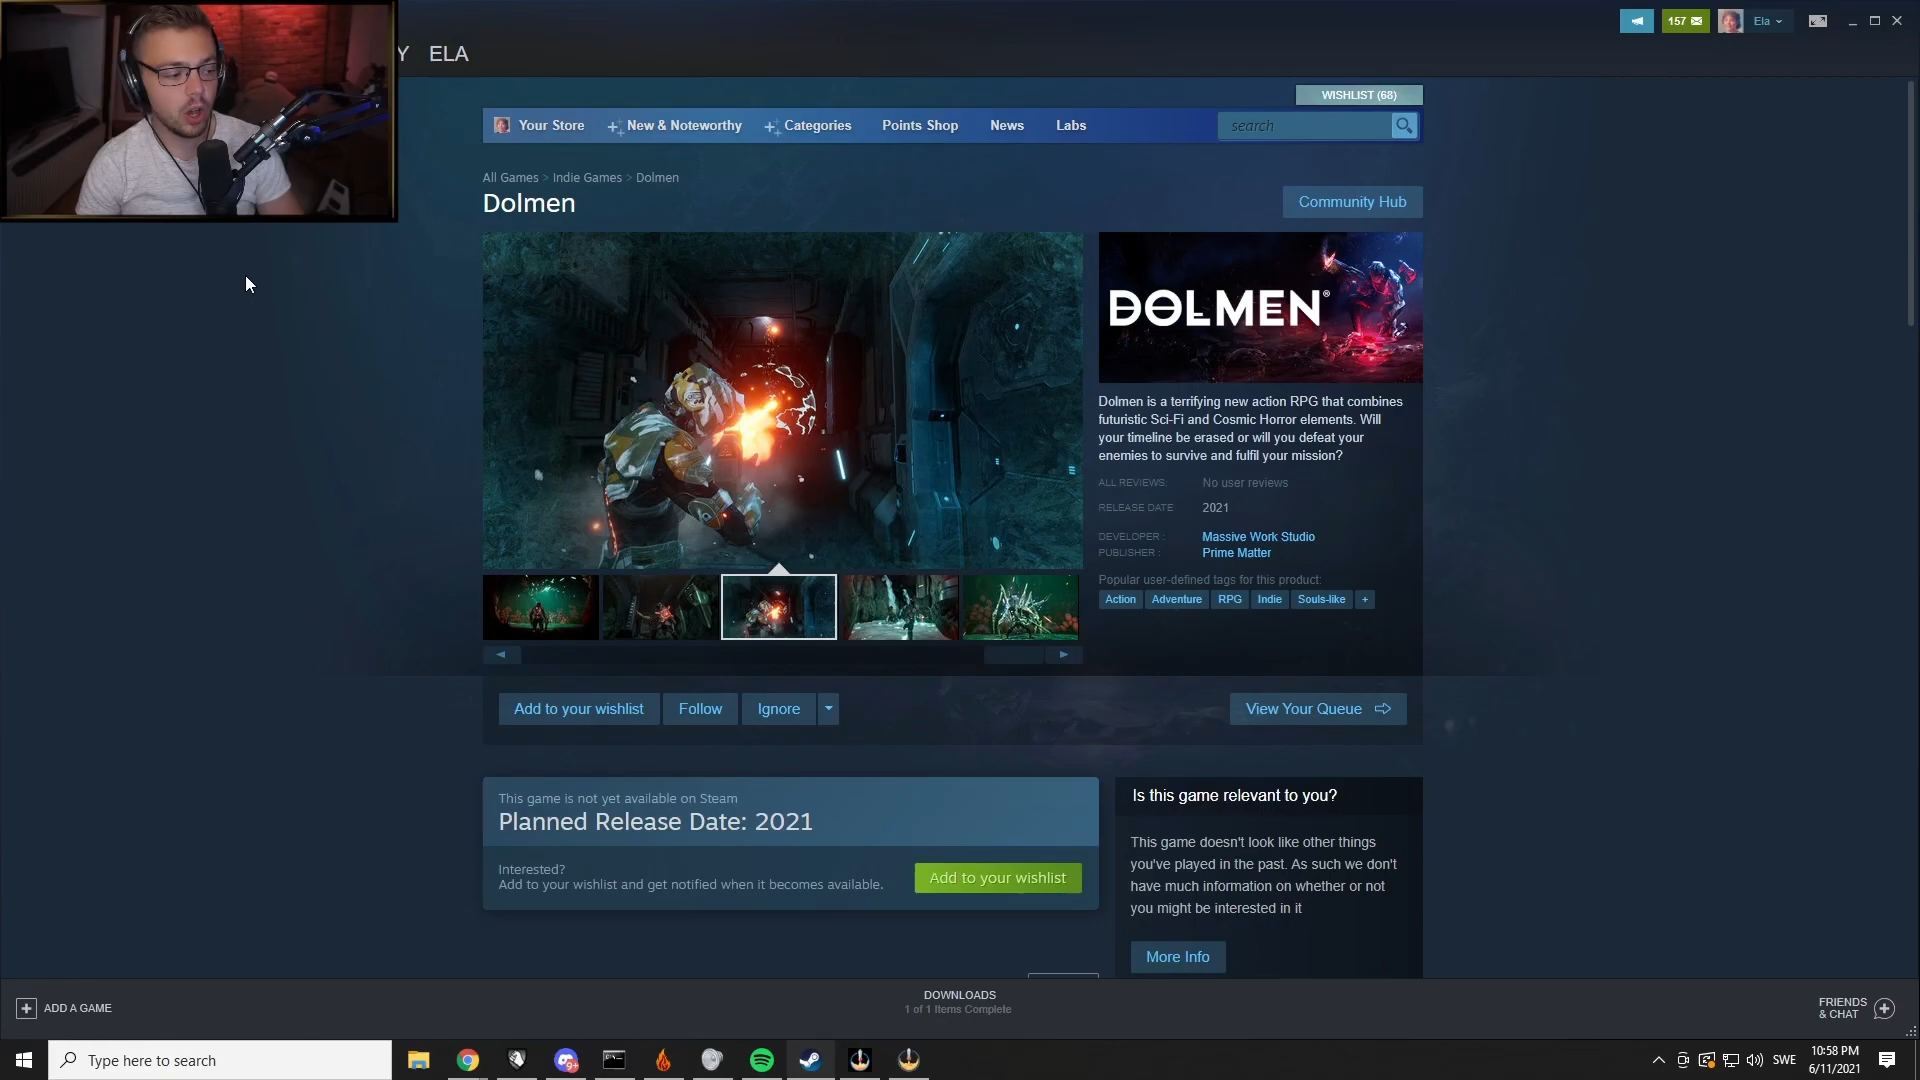 157
Ela
Y ELA
WISHLIST (68)
Your Store
New & Noteworthy
Categories
Points Shop
News
Labs
search
All Games > Indie Games > Dolmen
Dolmen
Community Hub
DOLMEN®
Dolmen is a terrifying new action RPG that combines
futuristic Sci-Fi and Cosmic Horror elements. Will
your timeline be erased or will you defeat your
enemies to survive and fulfil your mission?
ALL REVIEWS: No user reviews
RELEASE DATE 2021
DEVELOPER : Massive Work Studio
PUBLISHER : Prime Matter
Popular user-defined tags for this product:
Action Adventure RPG Indie Souls-like +
Add to your wishlist
Follow
Ignore
View Your Queue
This game is not yet available on Steam
Planned Release Date: 2021
Interested?
Add to your wishlist and get notified when it becomes available.
Add to your wishlist
Is this game relevant to you?
This game doesn't look like other things
you've played in the past. As such we don't
have much information on whether or not
you might be interested in it
More Info
ADD A GAME
DOWNLOADS
1 of 1 Items Complete
FRIENDS
& CHAT
Type here to search
9+
SWE
10:58 PM
6/11/2021